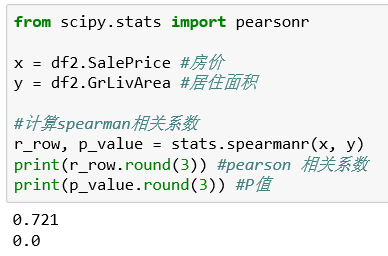 from scipy.stats import pearsonr
x = df2.SalePrice #房价
y = df2.GrLivArea #居住面积
#计算spearman相关系数
r_row, p_value = stats.spearmanr(x, y)
print(r_row.round(3)) #pearson 相关系数
print(p_value.round(3)) #P值
0.721
0.0